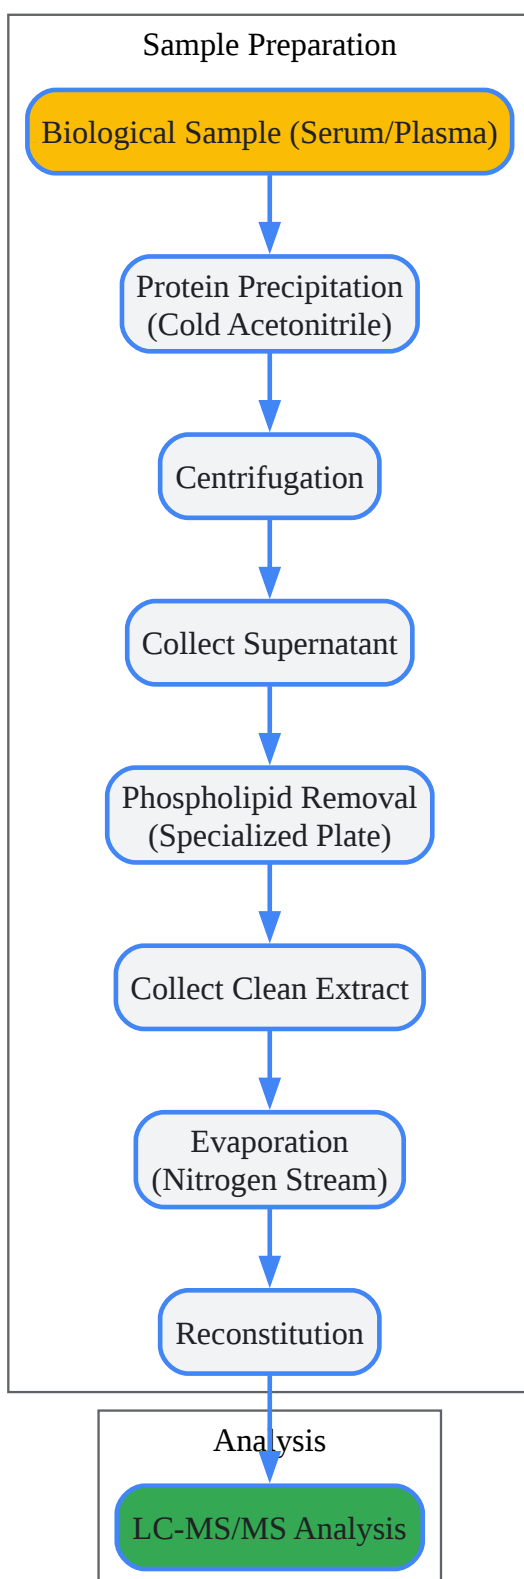 Sample Preparation
Biological Sample (Serum/Plasma)
Protein Precipitation
(Cold Acetonitrile)
Centrifugation
Collect Supernatant
Phospholipid Removal
(Specialized Plate)
Collect Clean Extract
Evaporation
(Nitrogen Stream)
Reconstitution
Analysis
LC-MS/MS Analysis